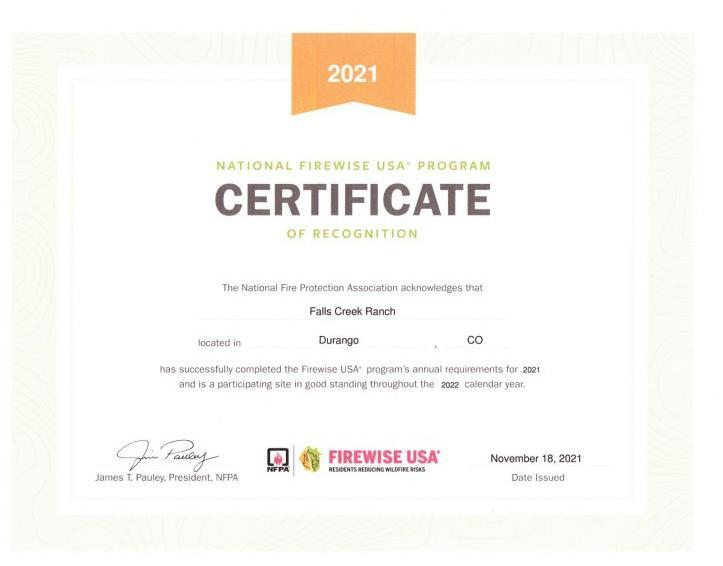 2021
NATIONAL FIREWISE USA® PROGRAM
CERTIFICATE
OF RECOGNITION
The National Fire Protection Association acknowledges that
Falls Creek Ranch
located in Durango , CO
has successfully completed the Firewise USA® program's annual requirements for 2021
and is a participating site in good standing throughout the 2022 calendar year.
Jim Pauley
James T. Pauley, President, NFPA
NFPA
FIREWISE USA®
RESIDENTS REDUCING WILDFIRE RISKS
November 18, 2021
Date Issued